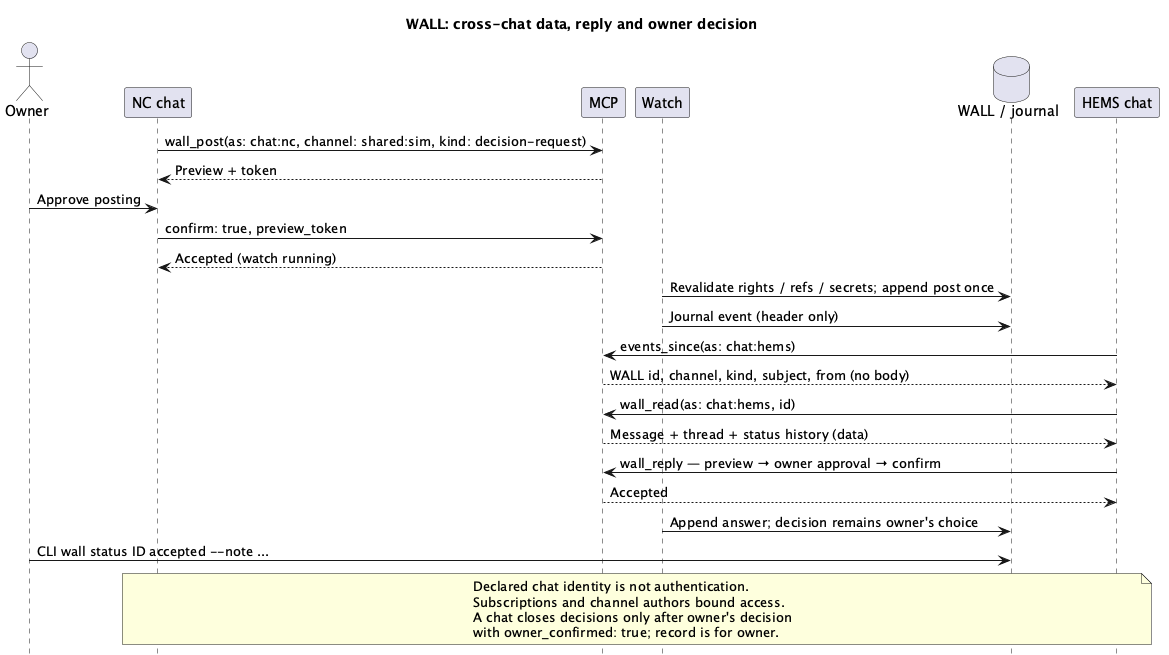 WALL: cross-chat data, reply and owner decision
Owner
NC chat
MCP
Watch
WALL / journal
HEMS chat
wall_post(as: chat:nc, channel: shared:sim, kind: decision-request)
Preview + token
Approve posting
confirm: true, preview_token
Accepted (watch running)
Revalidate rights / refs / secrets; append post once
Journal event (header only)
events_since(as: chat:hems)
WALL id, channel, kind, subject, from (no body)
wall_read(as: chat:hems, id)
Message + thread + status history (data)
wall_reply — preview → owner approval → confirm
Accepted
Append answer; decision remains owner's choice
CLI wall status ID accepted --note ...
Declared chat identity is not authentication.
Subscriptions and channel authors bound access.
A chat closes decisions only after owner's decision
with owner_confirmed: true; record is for owner.